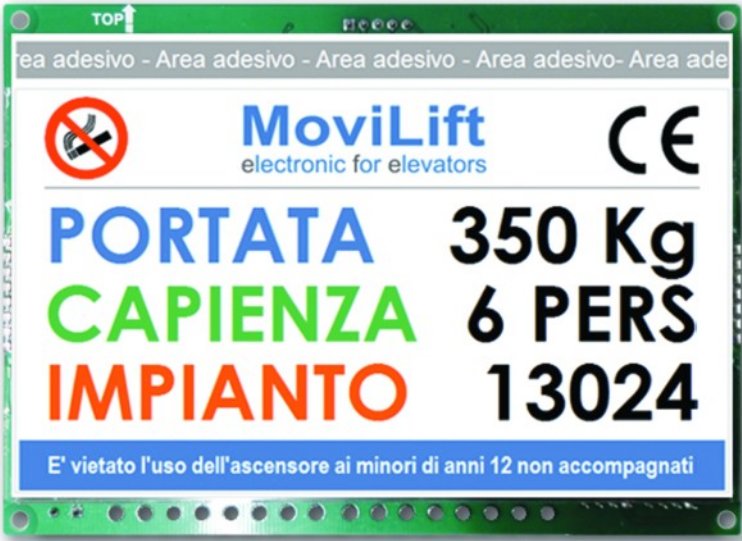 TOP
rea adesivo - Area adesivo - Area adesivo - Area adesivo- Area ade
MoviLift
CE
electronic for elevators
PORTATA 350 Kg
CAPIENZA 6 PERS
IMPIANTO 13024
E' vietato l'uso dell'ascensore ai minori di anni 12 non accompagnati